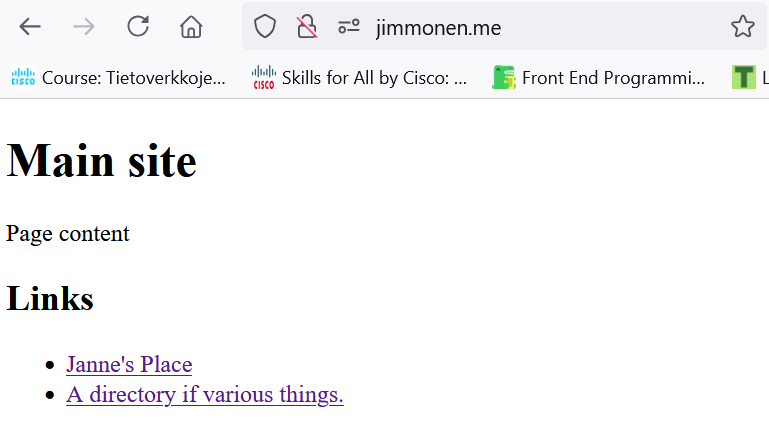 jimmonen.me
CISCO Course: Tietoverkkoje... CISCO Skills for All by Cisco: ... Front End Programmi... T L
Main site
Page content
Links
Janne's Place
A directory if various things.